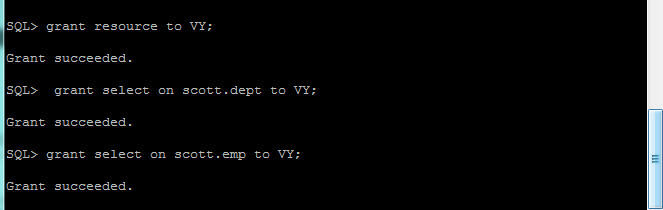 SQL> grant resource to VY;
Grant succeeded.
SQL>  grant select on scott.dept to VY;
Grant succeeded.
SQL> grant select on scott.emp to VY;
Grant succeeded.